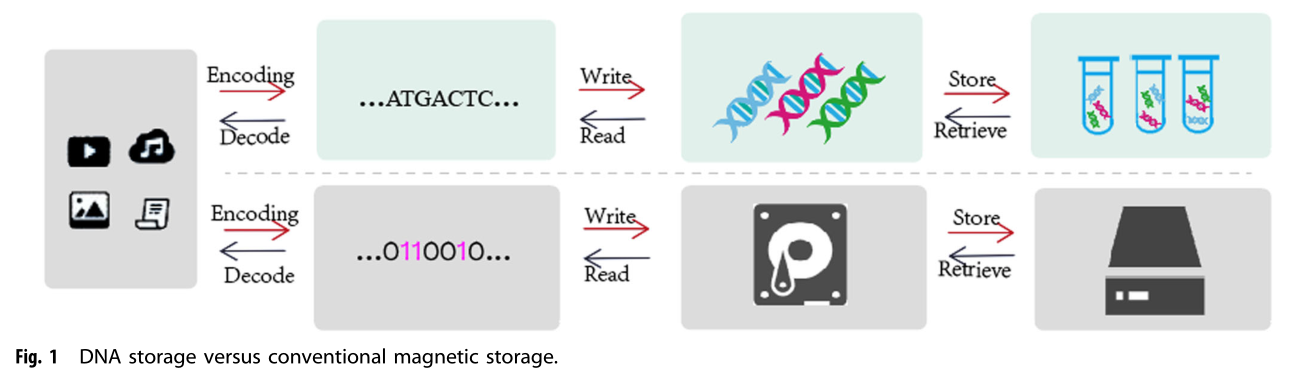 Encoding
Decode
...ATGACTC...
Write
Read
Store
Retrieve
Encoding
Decode
...0110010...
Write
Read
Store
Retrieve
Fig. 1 DNA storage versus conventional magnetic storage.